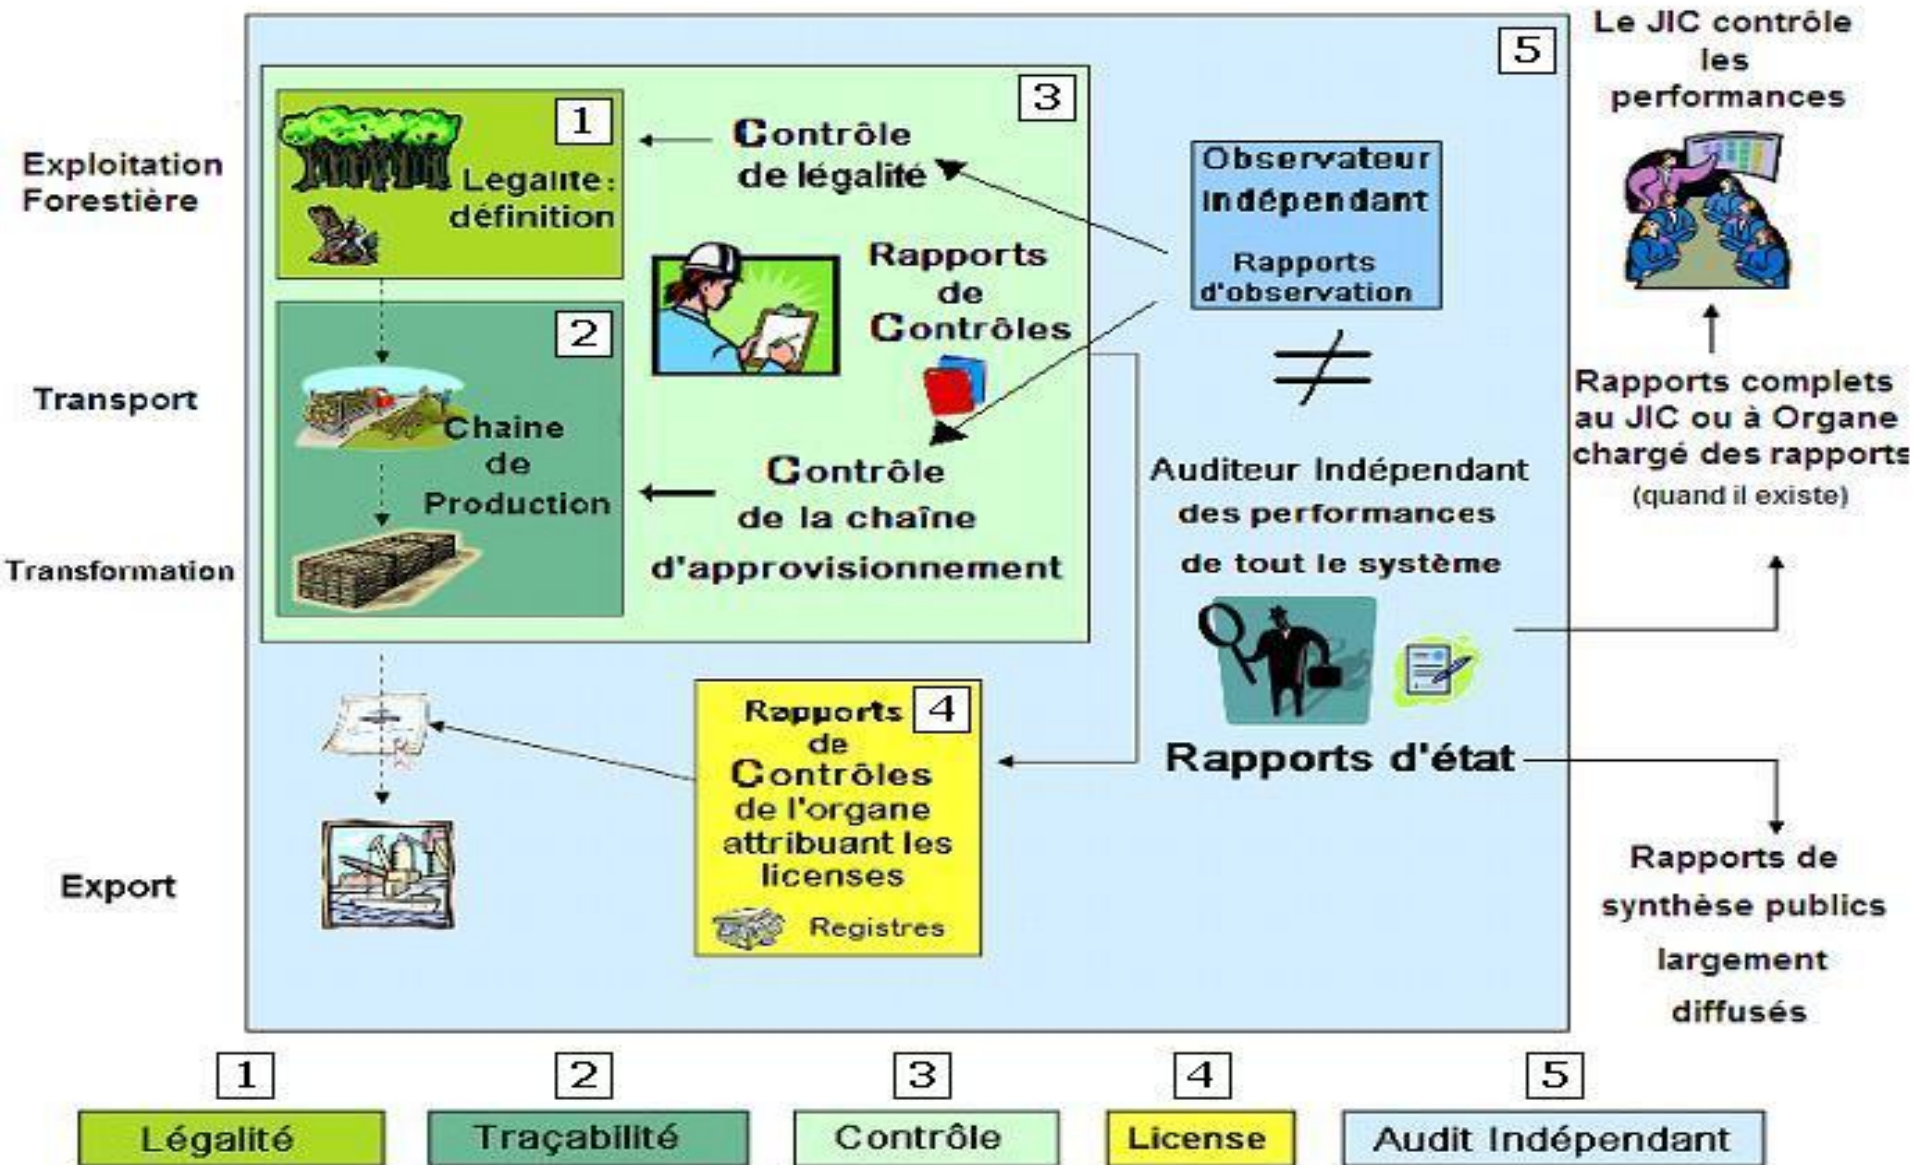 Exploitation
Forestière
Transport
Transformation
Export
1
Légalité:
définition
2
Chaine
de
Production
3
Contrôle
de légalité
Rapports
de
Contrôles
Contrôle
de la chaîne
d'approvisionnement
4
Rapports
de
Contrôles
de l'organe
attribuant les
licenses
Registres
5
Observateur
Indépendant
Rapports
d'observation
≠
Auditeur Indépendant
des performances
de tout le système
Rapports d'état
Le JIC contrôle
les
performances
Rapports complets
au JIC ou à Organe
chargé des rapports
(quand il existe)
Rapports de
synthèse publics
largement
diffusés
1
2
3
4
5
Légalité
Traçabilité
Contrôle
License
Audit Indépendant